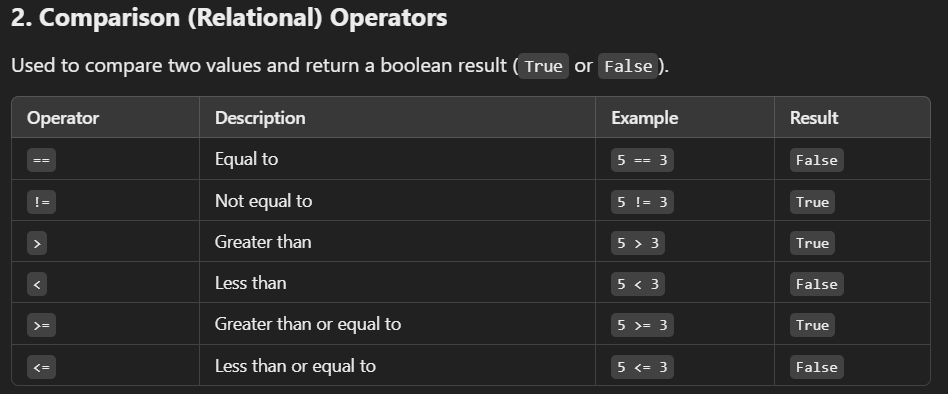 2. Comparison (Relational) Operators
Used to compare two values and return a boolean result ( True or False ).
Operator Description Example Result
== Equal to 5 == 3 False
!= Not equal to 5 != 3 True
> Greater than 5 > 3 True
< Less than 5 < 3 False
>= Greater than or equal to 5 >= 3 True
<= Less than or equal to 5 <= 3 False